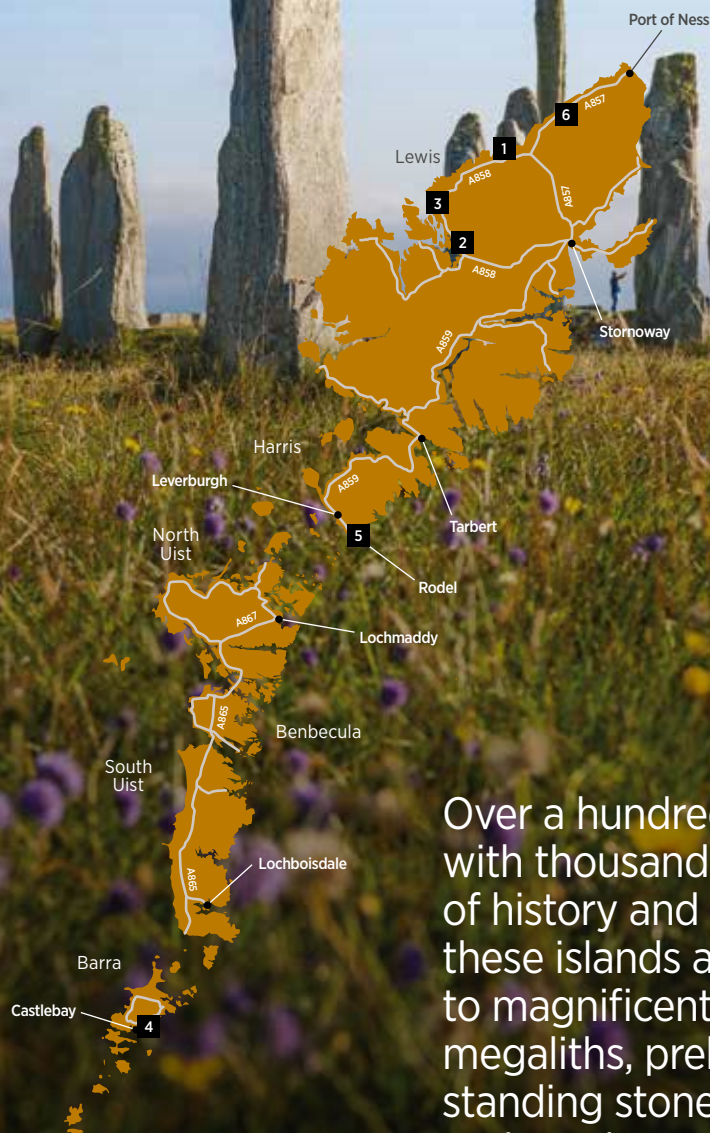 Port of Ness
6
A857
1
Lewis
A858
A857
3
2
A858
Stornoway
A859
Harris
Leverburgh
A859
Tarbert
North
Uist
5
Rodel
A867
Lochmaddy
A865
Benbecula
South
Uist
Lochboisdale
A865
Barra
Castlebay
4
Over a hundre
with thousand
of history and
these islands a
to magnificent
megaliths, pre
standing stone